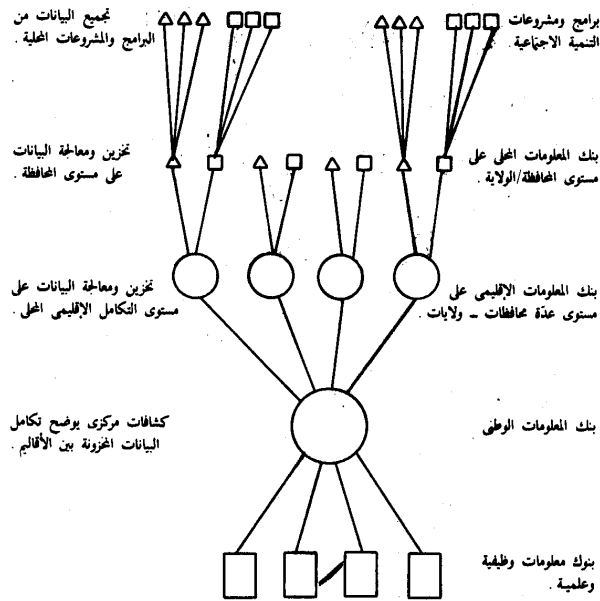 برامج ومشروعات
التنمية الاجتماعية .
تجميع البيانات من
البرامج والمشروعات المحلية .
بنك المعلومات المحلى على
مستوى المحافظة/الولاية .
تخزين ومعالجة البيانات
على مستوى المحافظة .
بنك المعلومات الإقليمى على
مستوى عدّة محافظات ــ ولايات .
تخزين ومعالجة البيانات على
مستوى التكامل الإقليمى المحلى .
بنك المعلومات الوطنى
كشافات مركزى يوضح تكامل
البيانات المخزونة بين الأقاليم .
بنوك معلومات وظيفية
وعلمية .